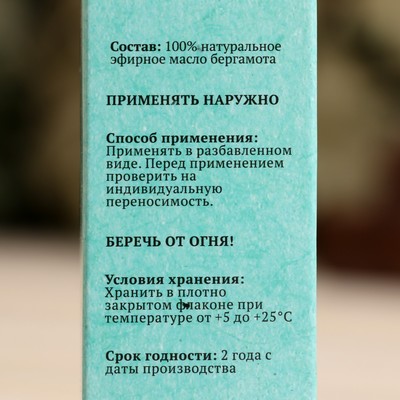 Состав: 100% натуральное
эфирное масло бергамота
ПРИМЕНЯТЬ НАРУЖНО
Способ применения:
Применять в разбавленном
виде. Перед применением
проверить на
индивидуальную
переносимость.
БЕРЕЧЬ ОТ ОГНЯ!
Условия хранения:
Хранить в плотно
закрытом флаконе при
температуре от +5 до +25°С
Срок годности: 2 года с
даты производства